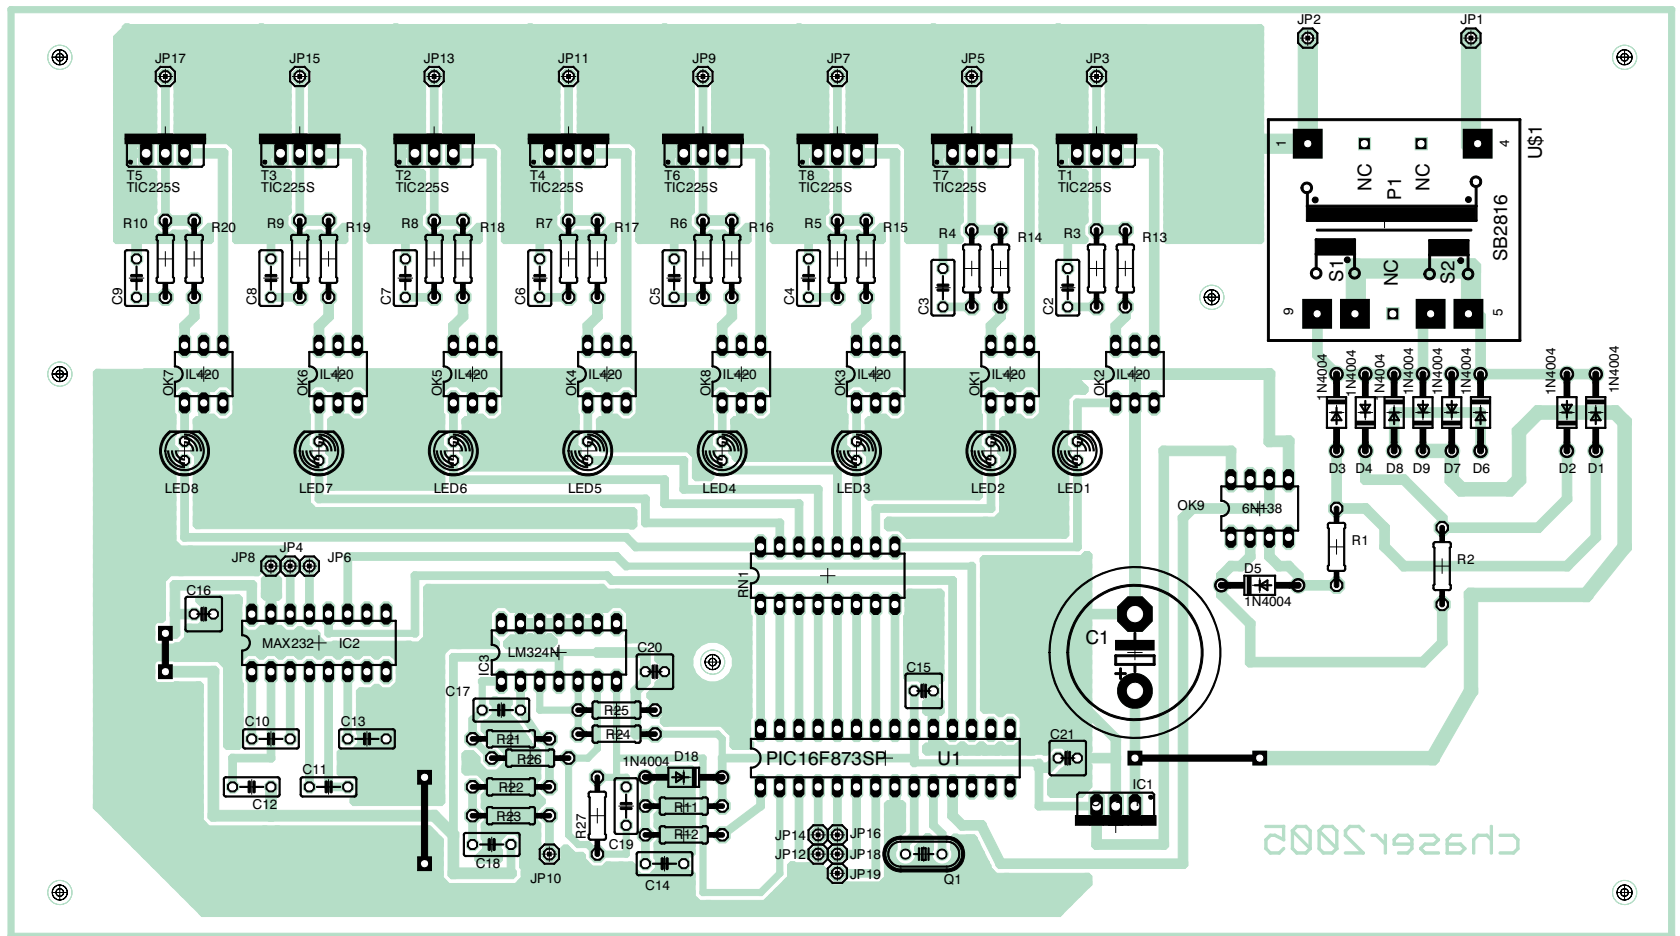 JP2 JP1
JP17 JP15 JP13 JP11 JP9 JP7 JP5 JP3
1 NC NC 4 U$1
P1
T5 T3 T2 T4 T6 T8 T7 T1
TIC225S TIC225S TIC225S TIC225S TIC225S TIC225S TIC225S TIC225S
R10 R20 R9 R19 R8 R18 R7 R17 R6 R16 R5 R15 R4 R14 R3 R13
SB2816
S1 NC S2
C9 C8 C7 C6 C5 C4 C3 C2
9 5
OK7 IL420 OK6 IL420 OK5 IL420 OK4 IL420 OK8 IL420 OK3 IL420 OK1 IL420 OK2 IL420
1N4004 1N4004 1N4004 1N4004 1N4004 1N4004 1N4004 1N4004
D3 D4 D8 D9 D7 D6 D2 D1
LED8 LED7 LED6 LED5 LED4 LED3 LED2 LED1
OK9 6N138
R1
JP8 JP4 JP6
R2
RN1
D5
1N4004
C16
MAX232 IC2
IC3 LM324N
C20
C1
+
C15
C17
R25
C10 C13
R21 R24
R26
1N4004 D18
PIC16F873SP U1
C21
C11
C12
R22
IC1
R11
R23
R27
R12
C19
JP14 JP16
JP12 JP18
JP19
chaser2005
C18
JP10
C14
Q1